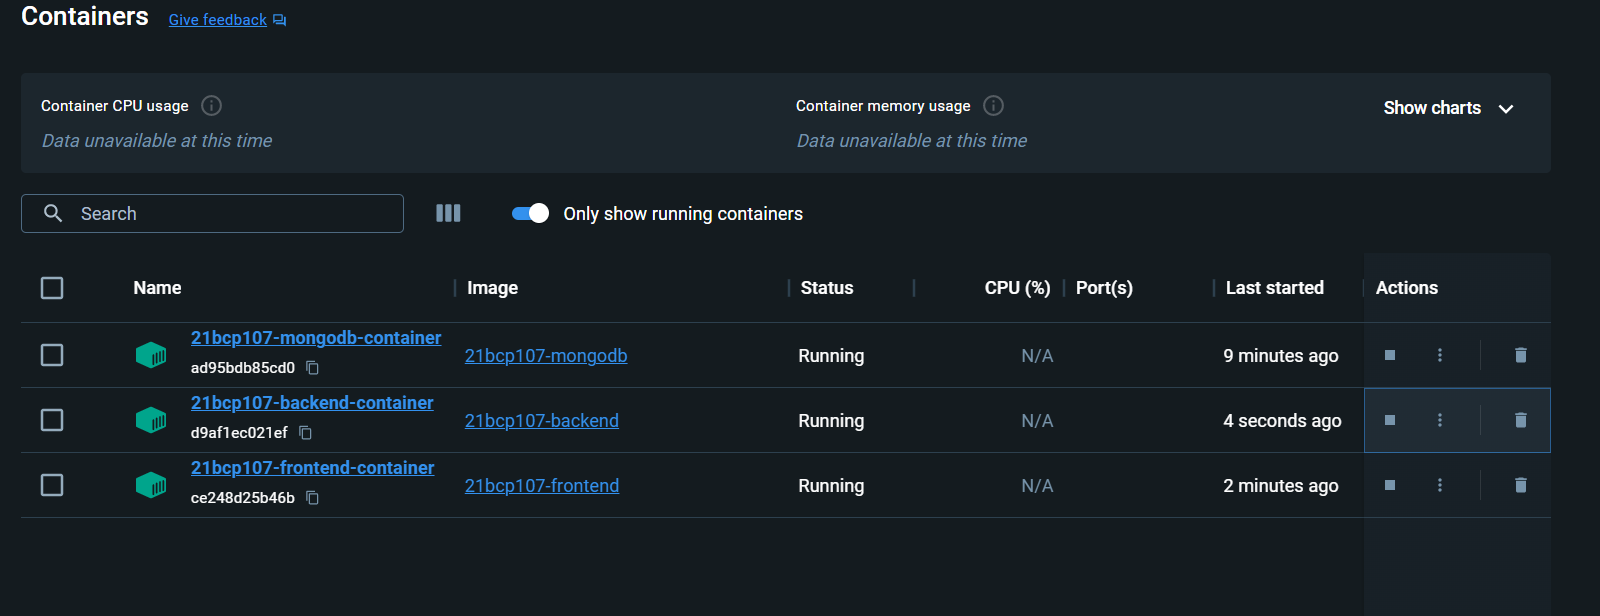 Containers Give feedback
Container CPU usage Container memory usage Show charts
Data unavailable at this time Data unavailable at this time
Search Only show running containers
Name Image Status CPU (%) Port(s) Last started Actions
21bcp107-mongodb-container
ad95bdb85cd0 21bcp107-mongodb Running N/A 9 minutes ago
21bcp107-backend-container
d9af1ec021ef 21bcp107-backend Running N/A 4 seconds ago
21bcp107-frontend-container
ce248d25b46b 21bcp107-frontend Running N/A 2 minutes ago